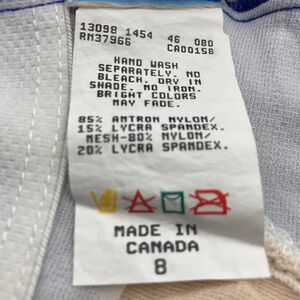 13098 1454 46 080
RN37966 CA00158
HAND WASH
SEPARATELY. NO
BLEACH. DRY IN
SHADE. NO IRON.
BRIGHT COLORS
MAY FADE.
85% ANTRON NYLON/
15% LYCRA SPANDEX.
MESH-80% NYLON/
20% LYCRA SPANDEX.
MADE IN
CANADA
8